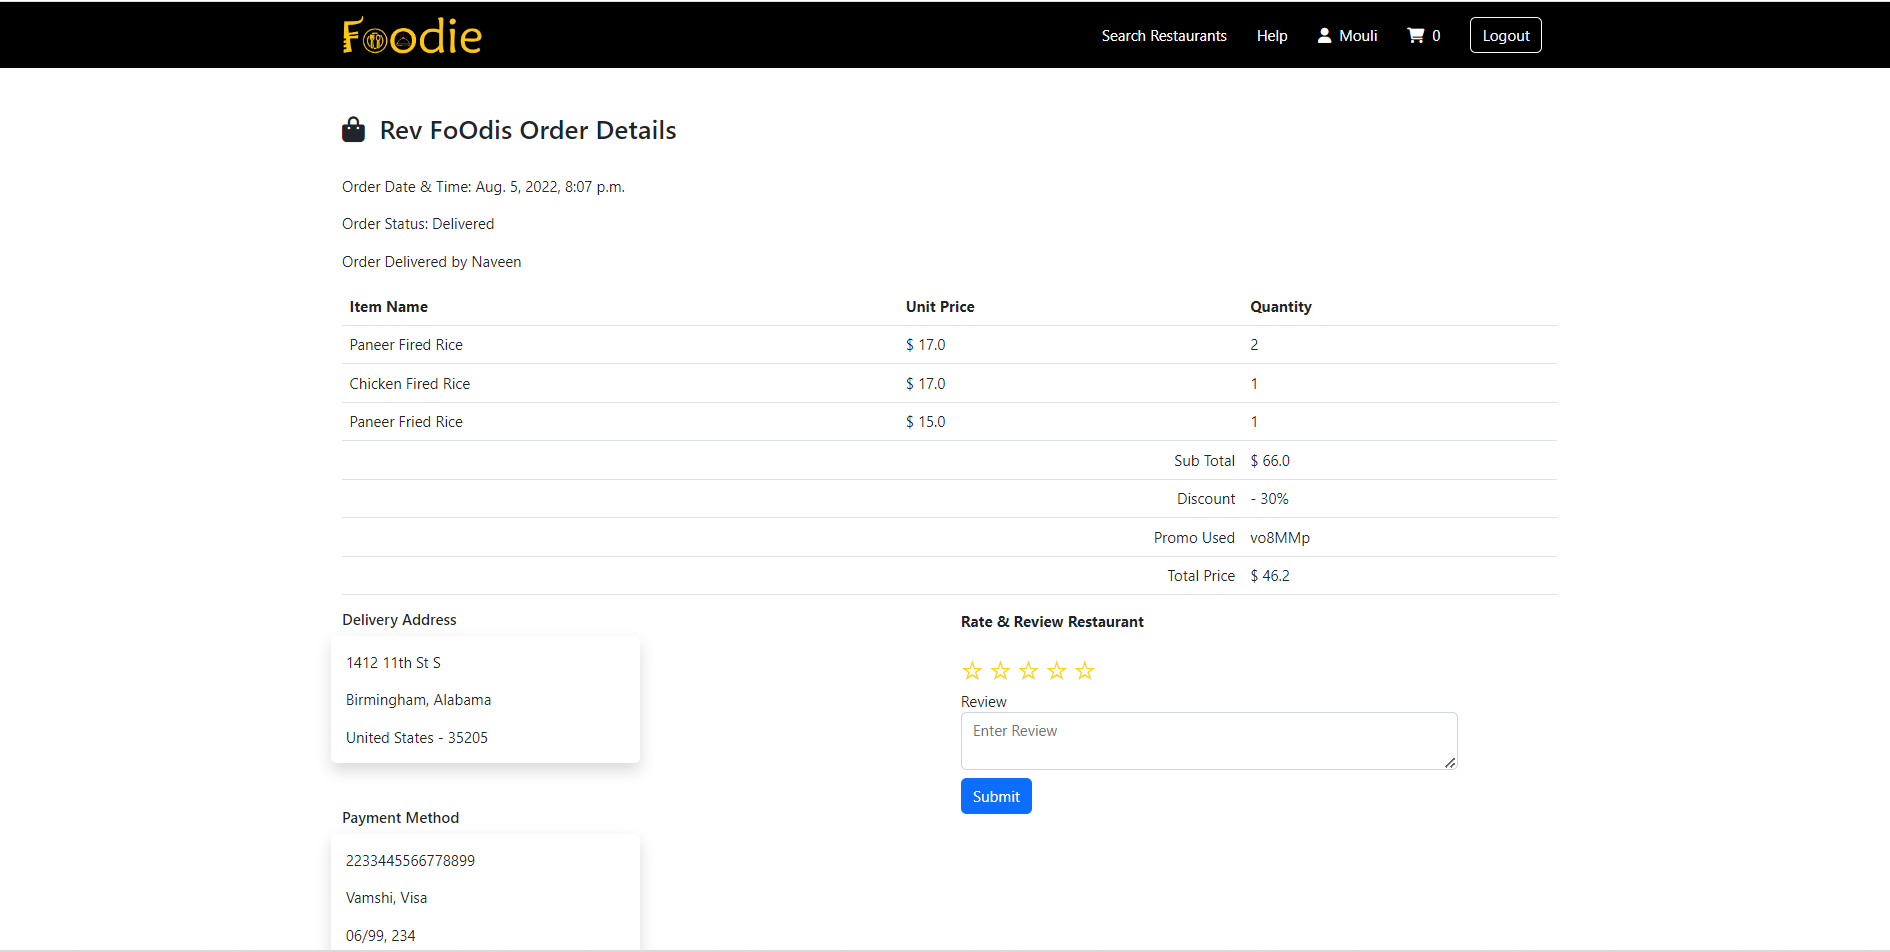 Foodie
Search Restaurants Help Mouli 0 Logout
Rev FoOdis Order Details
Order Date & Time: Aug. 5, 2022, 8:07 p.m.
Order Status: Delivered
Order Delivered by Naveen
Item Name Unit Price Quantity
Paneer Fired Rice $ 17.0 2
Chicken Fired Rice $ 17.0 1
Paneer Fried Rice $ 15.0 1
Sub Total $ 66.0
Discount - 30%
Promo Used vo8MMp
Total Price $ 46.2
Delivery Address
1412 11th St S
Birmingham, Alabama
United States - 35205
Payment Method
2233445566778899
Vamshi, Visa
06/99, 234
Rate & Review Restaurant
☆ ☆ ☆ ☆ ☆
Review
Enter Review
Submit